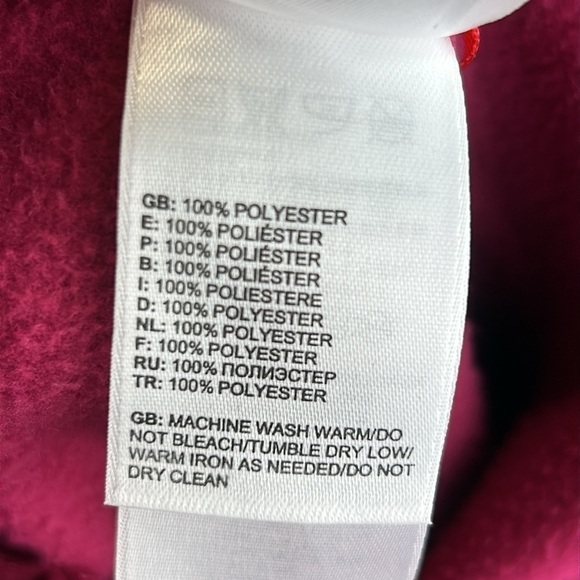 GB: 100% POLYESTER
E: 100% POLIÉSTER
P: 100% POLIÉSTER
B: 100% POLIÉSTER
I: 100% POLIESTERE
D: 100% POLYESTER
NL: 100% POLYESTER
F: 100% POLYESTER
RU: 100% ПОЛИЭСТЕР
TR: 100% POLYESTER
GB: MACHINE WASH WARM/DO
NOT BLEACH/TUMBLE DRY LOW/
WARM IRON AS NEEDED/DO NOT
DRY CLEAN